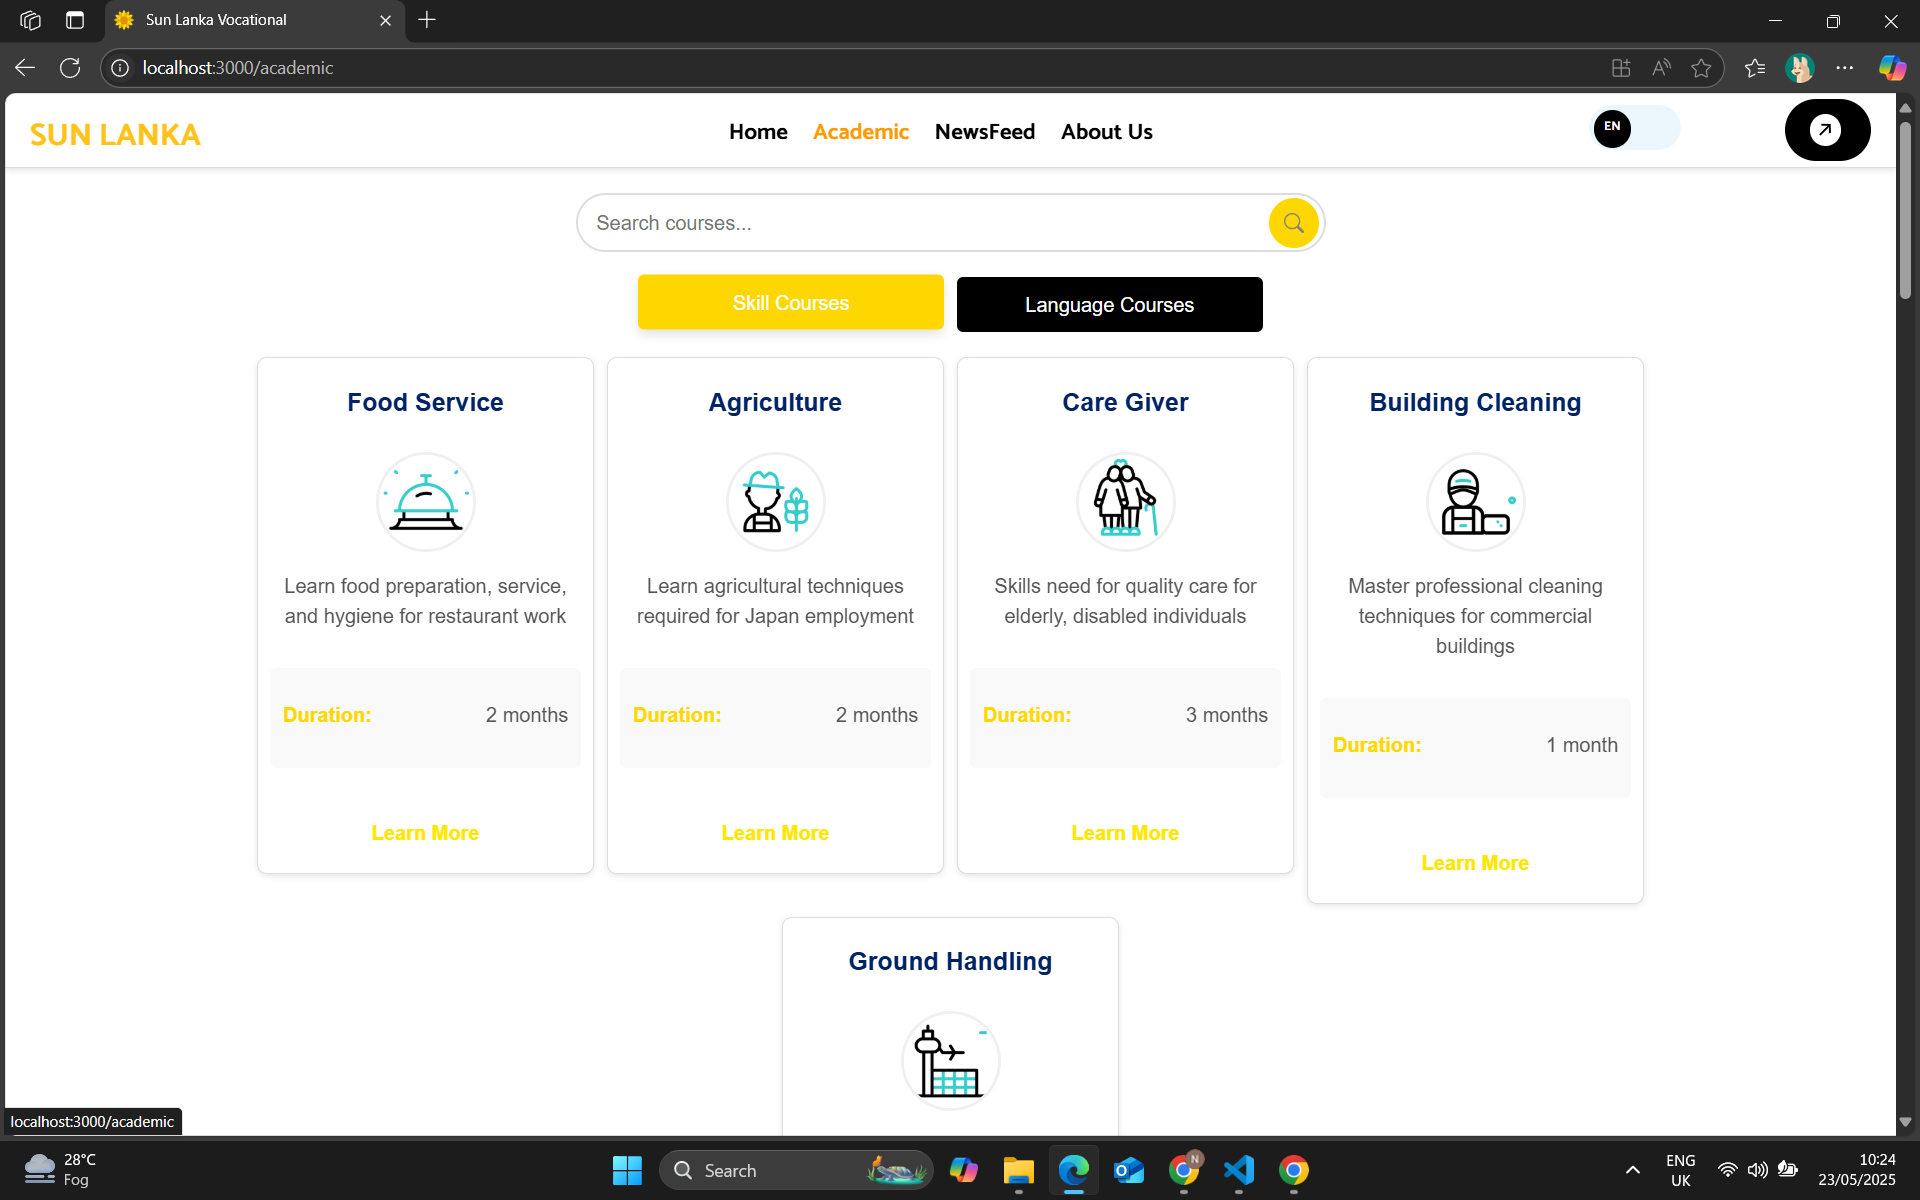 Sun Lanka Vocational
localhost:3000/academic
SUN LANKA
Home Academic NewsFeed About Us
EN
Search courses...
Skill Courses
Language Courses
Food Service
Learn food preparation, service,
and hygiene for restaurant work
Duration: 2 months
Learn More
Agriculture
Learn agricultural techniques
required for Japan employment
Duration: 2 months
Learn More
Care Giver
Skills need for quality care for
elderly, disabled individuals
Duration: 3 months
Learn More
Building Cleaning
Master professional cleaning
techniques for commercial
buildings
Duration: 1 month
Learn More
Ground Handling
localhost:3000/academic
28°C
Fog
Search
N
ENG
UK
10:24
23/05/2025